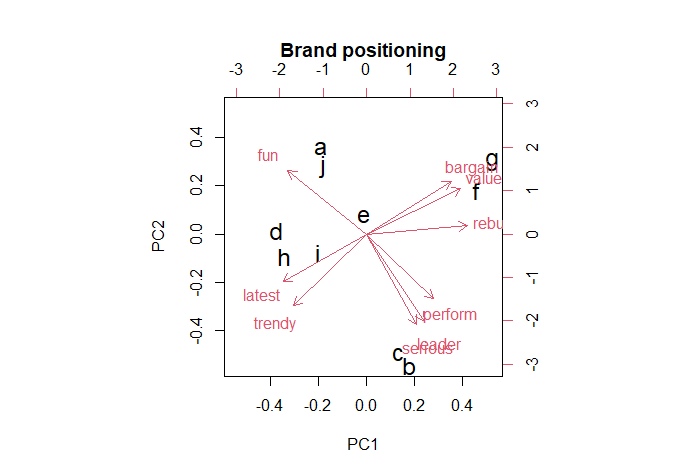 Brand positioning
-3 -2 -1 0 1 2 3
a
fun
j
g
bargain
value
f
e
rebu
d
i
h
latest
trendy
perform
leader
serious
c
b
0.4
0.2
0.0
-0.2
-0.4
PC2
3
2
1
0
-1
-2
-3
-0.4 -0.2 0.0 0.2 0.4
PC1